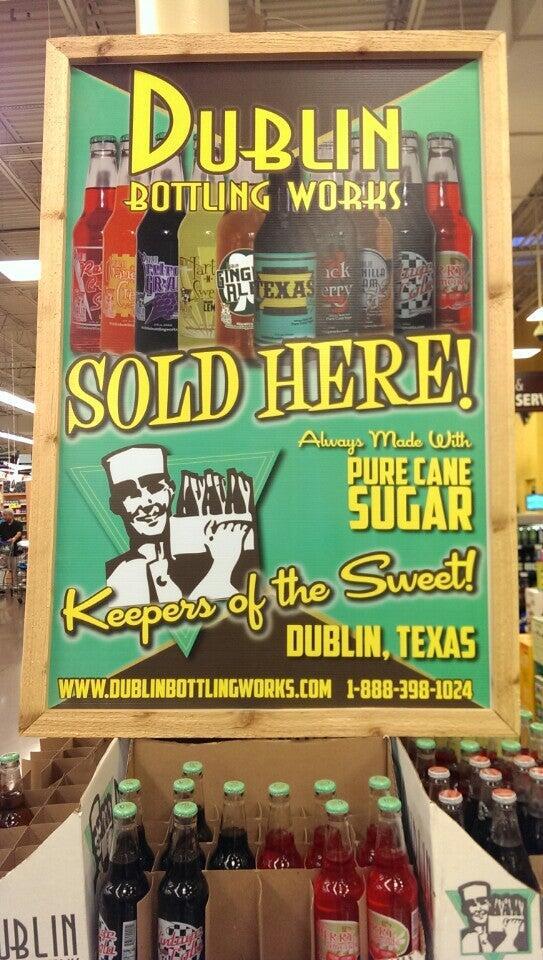 DUBLIN
BOTTLING WORKS
TEXAS
SOLD HERE!
Always Made With
PURE CANE
SUGAR
Keepers of the Sweet!
DUBLIN, TEXAS
WWW.DUBLINBOTTLINGWORKS.COM 1-888-398-1024
&
SERV
UBLIN